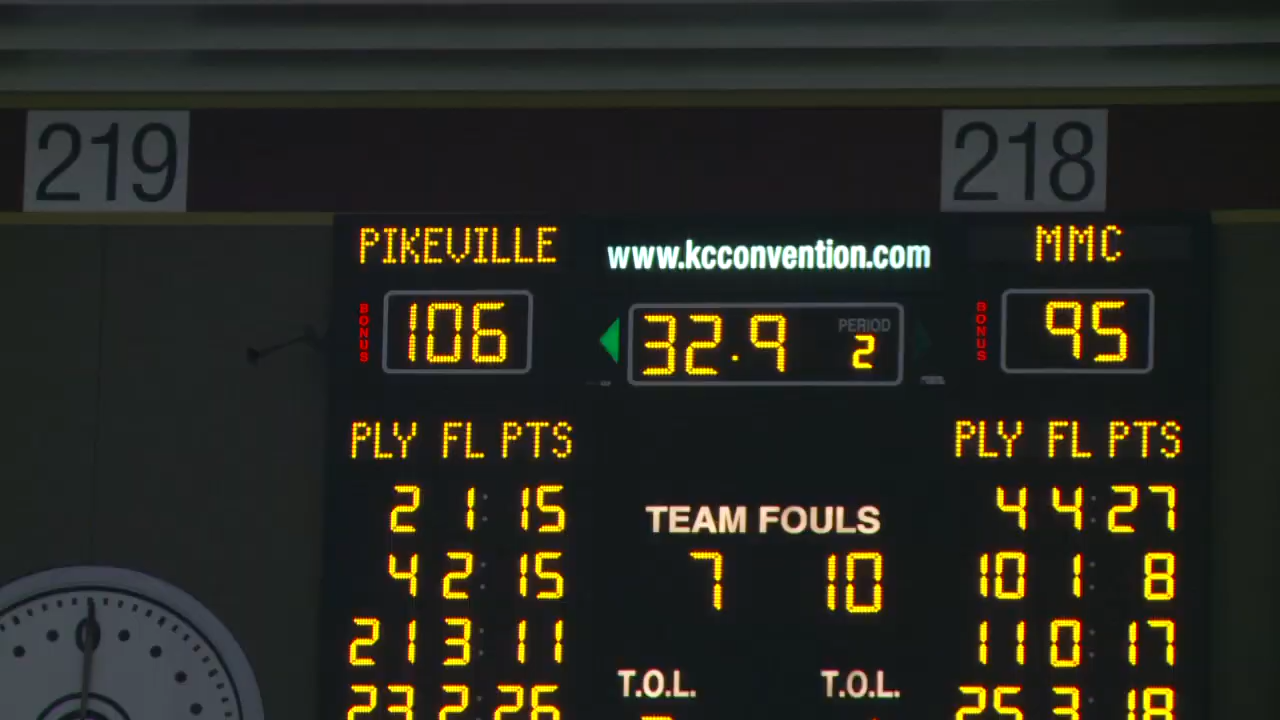 219
218
PIKEVILLE
www.kcconvention.com
MMC
BONUS
106
32.9
PERIOD
2
BONUS
95
PLY FL PTS
PLY FL PTS
2 1 15
4 4 27
TEAM FOULS
4 2 15
7
10
10 1 8
21 3 11
11 0 17
T.O.L.
T.O.L.
23 2 26
25 3 18
0